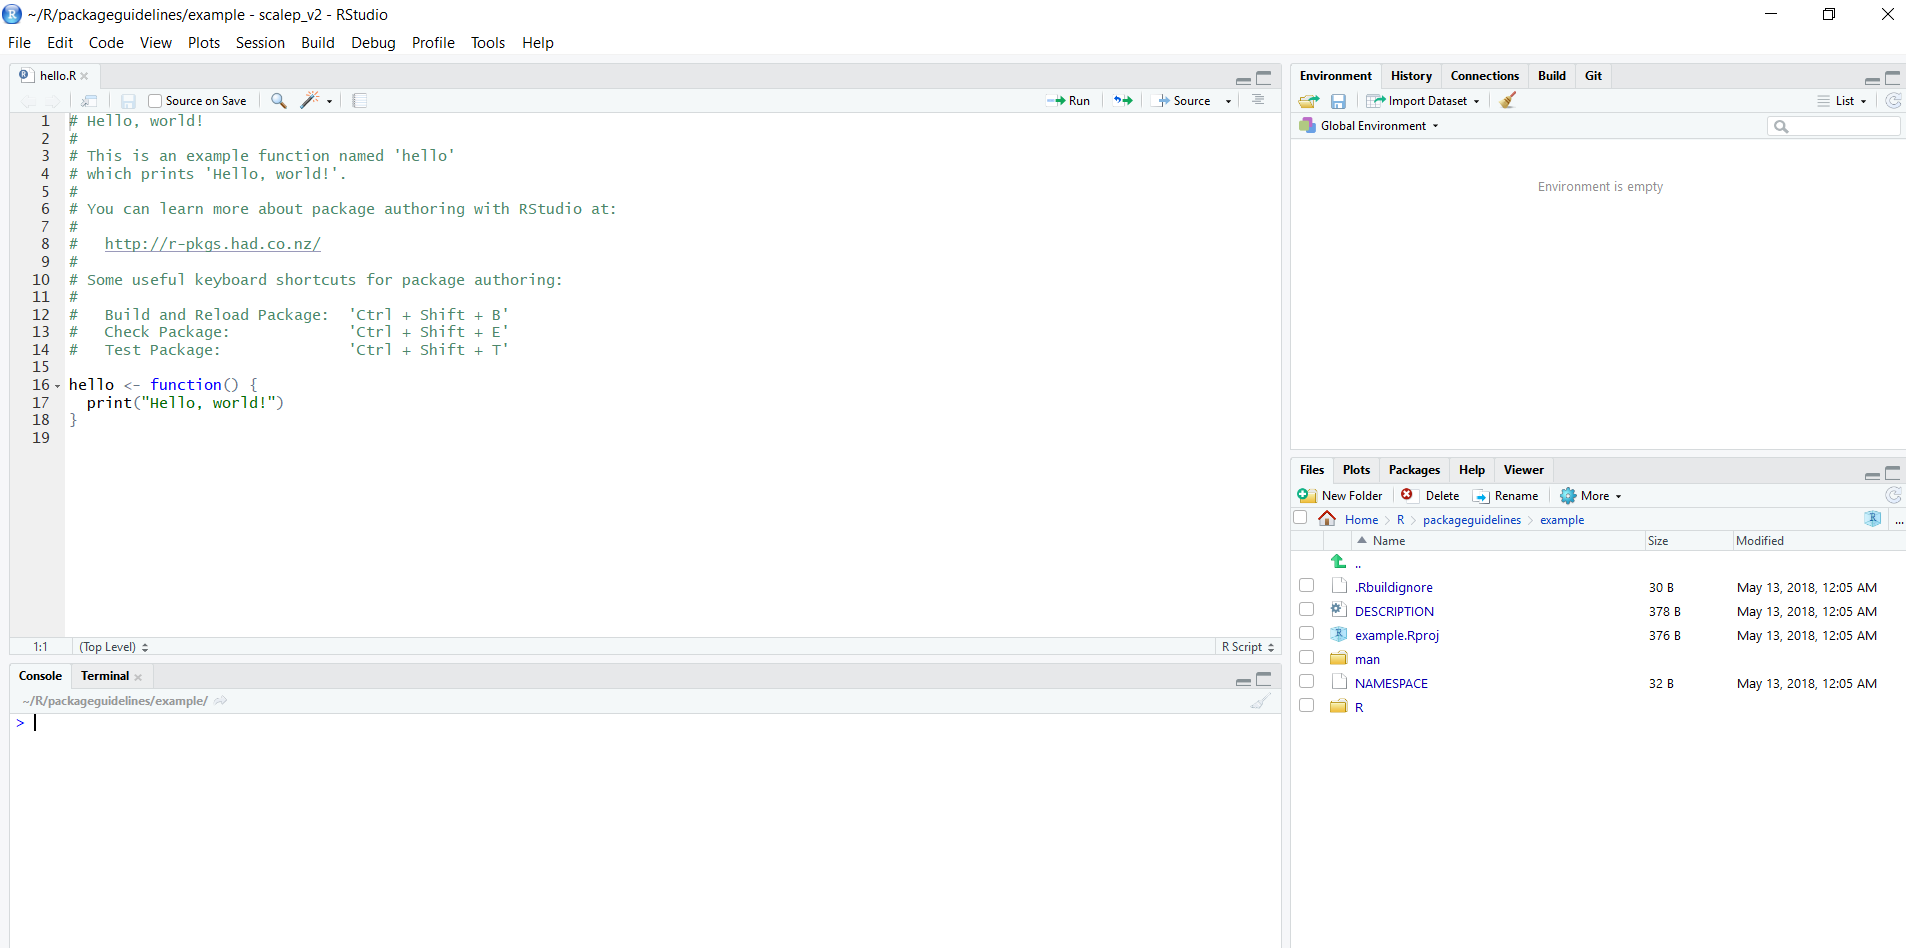 ~/R/packageguidelines/example - scalep_v2 - RStudio
File Edit Code View Plots Session Build Debug Profile Tools Help
hello.R
Source on Save Run Source
1 # Hello, world!
2 #
3 # This is an example function named 'hello'
4 # which prints 'Hello, world!'.
5 #
6 # You can learn more about package authoring with RStudio at:
7 #
8 #   http://r-pkgs.had.co.nz/
9 #
10 # Some useful keyboard shortcuts for package authoring:
11 #
12 #   Build and Reload Package:  'Ctrl + Shift + B'
13 #   Check Package:             'Ctrl + Shift + E'
14 #   Test Package:              'Ctrl + Shift + T'
15
16 hello <- function() {
17   print("Hello, world!")
18 }
19
1:1 (Top Level) R Script
Console Terminal
~/R/packageguidelines/example/
>
Environment History Connections Build Git
Import Dataset List
Global Environment
Environment is empty
Files Plots Packages Help Viewer
New Folder Delete Rename More
Home R packageguidelines example ...
Name Size Modified
..
.Rbuildignore 30 B May 13, 2018, 12:05 AM
DESCRIPTION 378 B May 13, 2018, 12:05 AM
example.Rproj 376 B May 13, 2018, 12:05 AM
man
NAMESPACE 32 B May 13, 2018, 12:05 AM
R